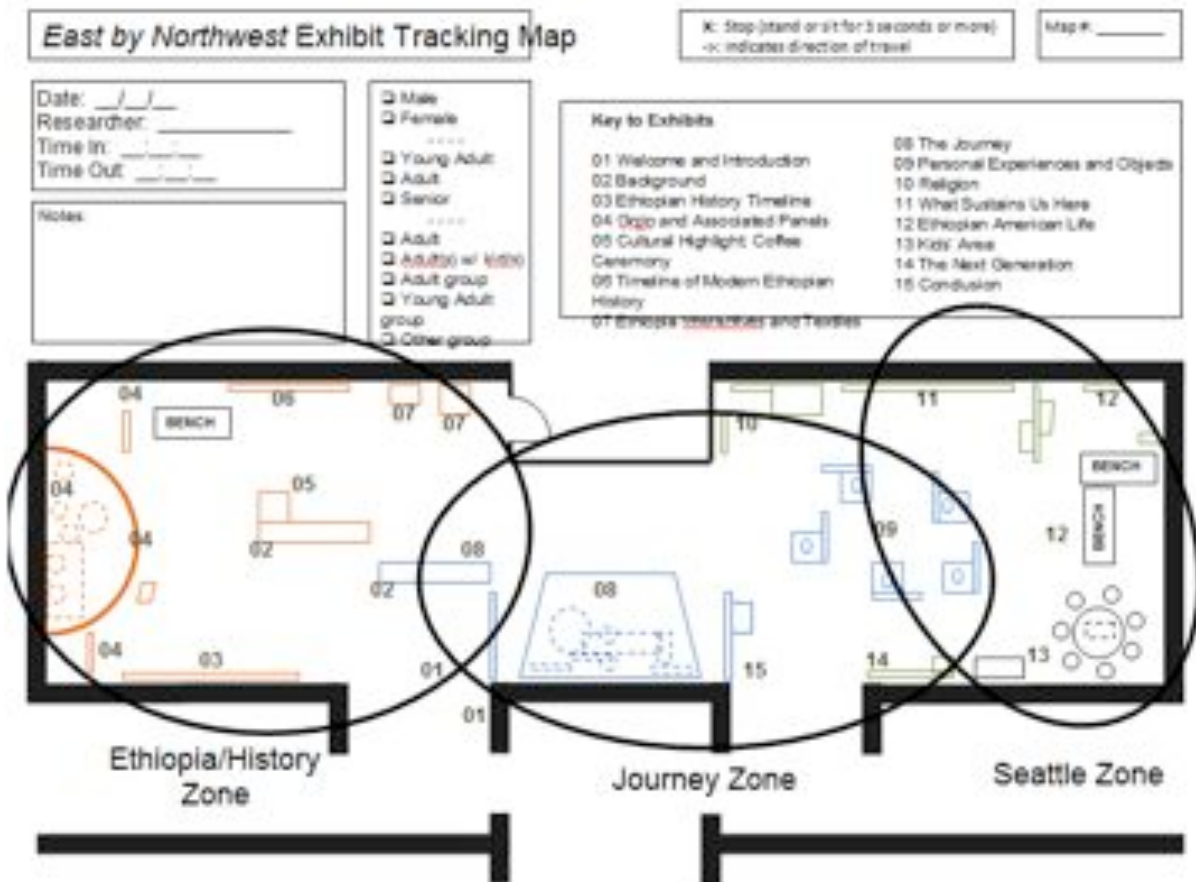 East by Northwest Exhibit Tracking Map
X: Stop (stand or sit for 3 seconds or more)
->: indicates direction of travel
Map #: ________
Date: __/__/__
Researcher: ____________
Time In: __:__:__
Time Out: __:__:__
Notes:
Male
Female
----
Young Adult
Adult
Senior
----
Adult
Adult(s) w/ kid(s)
Adult group
Young Adult
group
Other group
Key to Exhibits
01 Welcome and Introduction
02 Background
03 Ethiopian History Timeline
04 Gojo and Associated Panels
05 Cultural Highlight: Coffee
Ceremony
06 Timeline of Modern Ethiopian
History
07 Ethiopia Interactives and Textiles
08 The Journey
09 Personal Experiences and Objects
10 Religion
11 What Sustains Us Here
12 Ethiopian American Life
13 Kids' Area
14 The Next Generation
15 Conclusion
04
06
07
07
BENCH
10
11
12
BENCH
04
05
04
02
08
02
09
12
BENCH
08
04
03
01
15
14
13
01
Ethiopia/History
Zone
Journey Zone
Seattle Zone